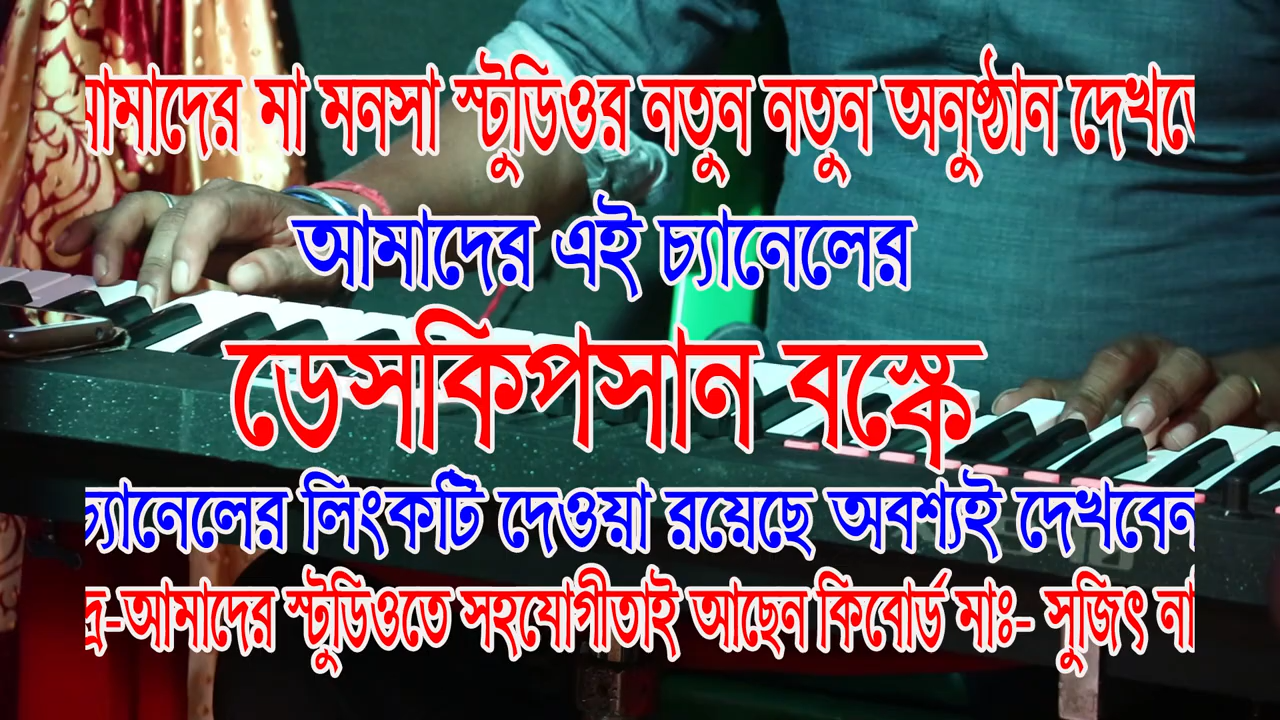 আমাদের মা মনসা স্টুডিওর নতুন নতুন অনুষ্ঠান দেখতে
আমাদের এই চ্যানেলের
ডেসকিপসান বস্কে
চ্যানেলের লিংকটি দেওয়া রয়েছে অবশ্যই দেখবেন
আমাদের স্টুডিওতে সহযোগীতাই আছেন কিবোর্ড মাঃ- সুজিৎ